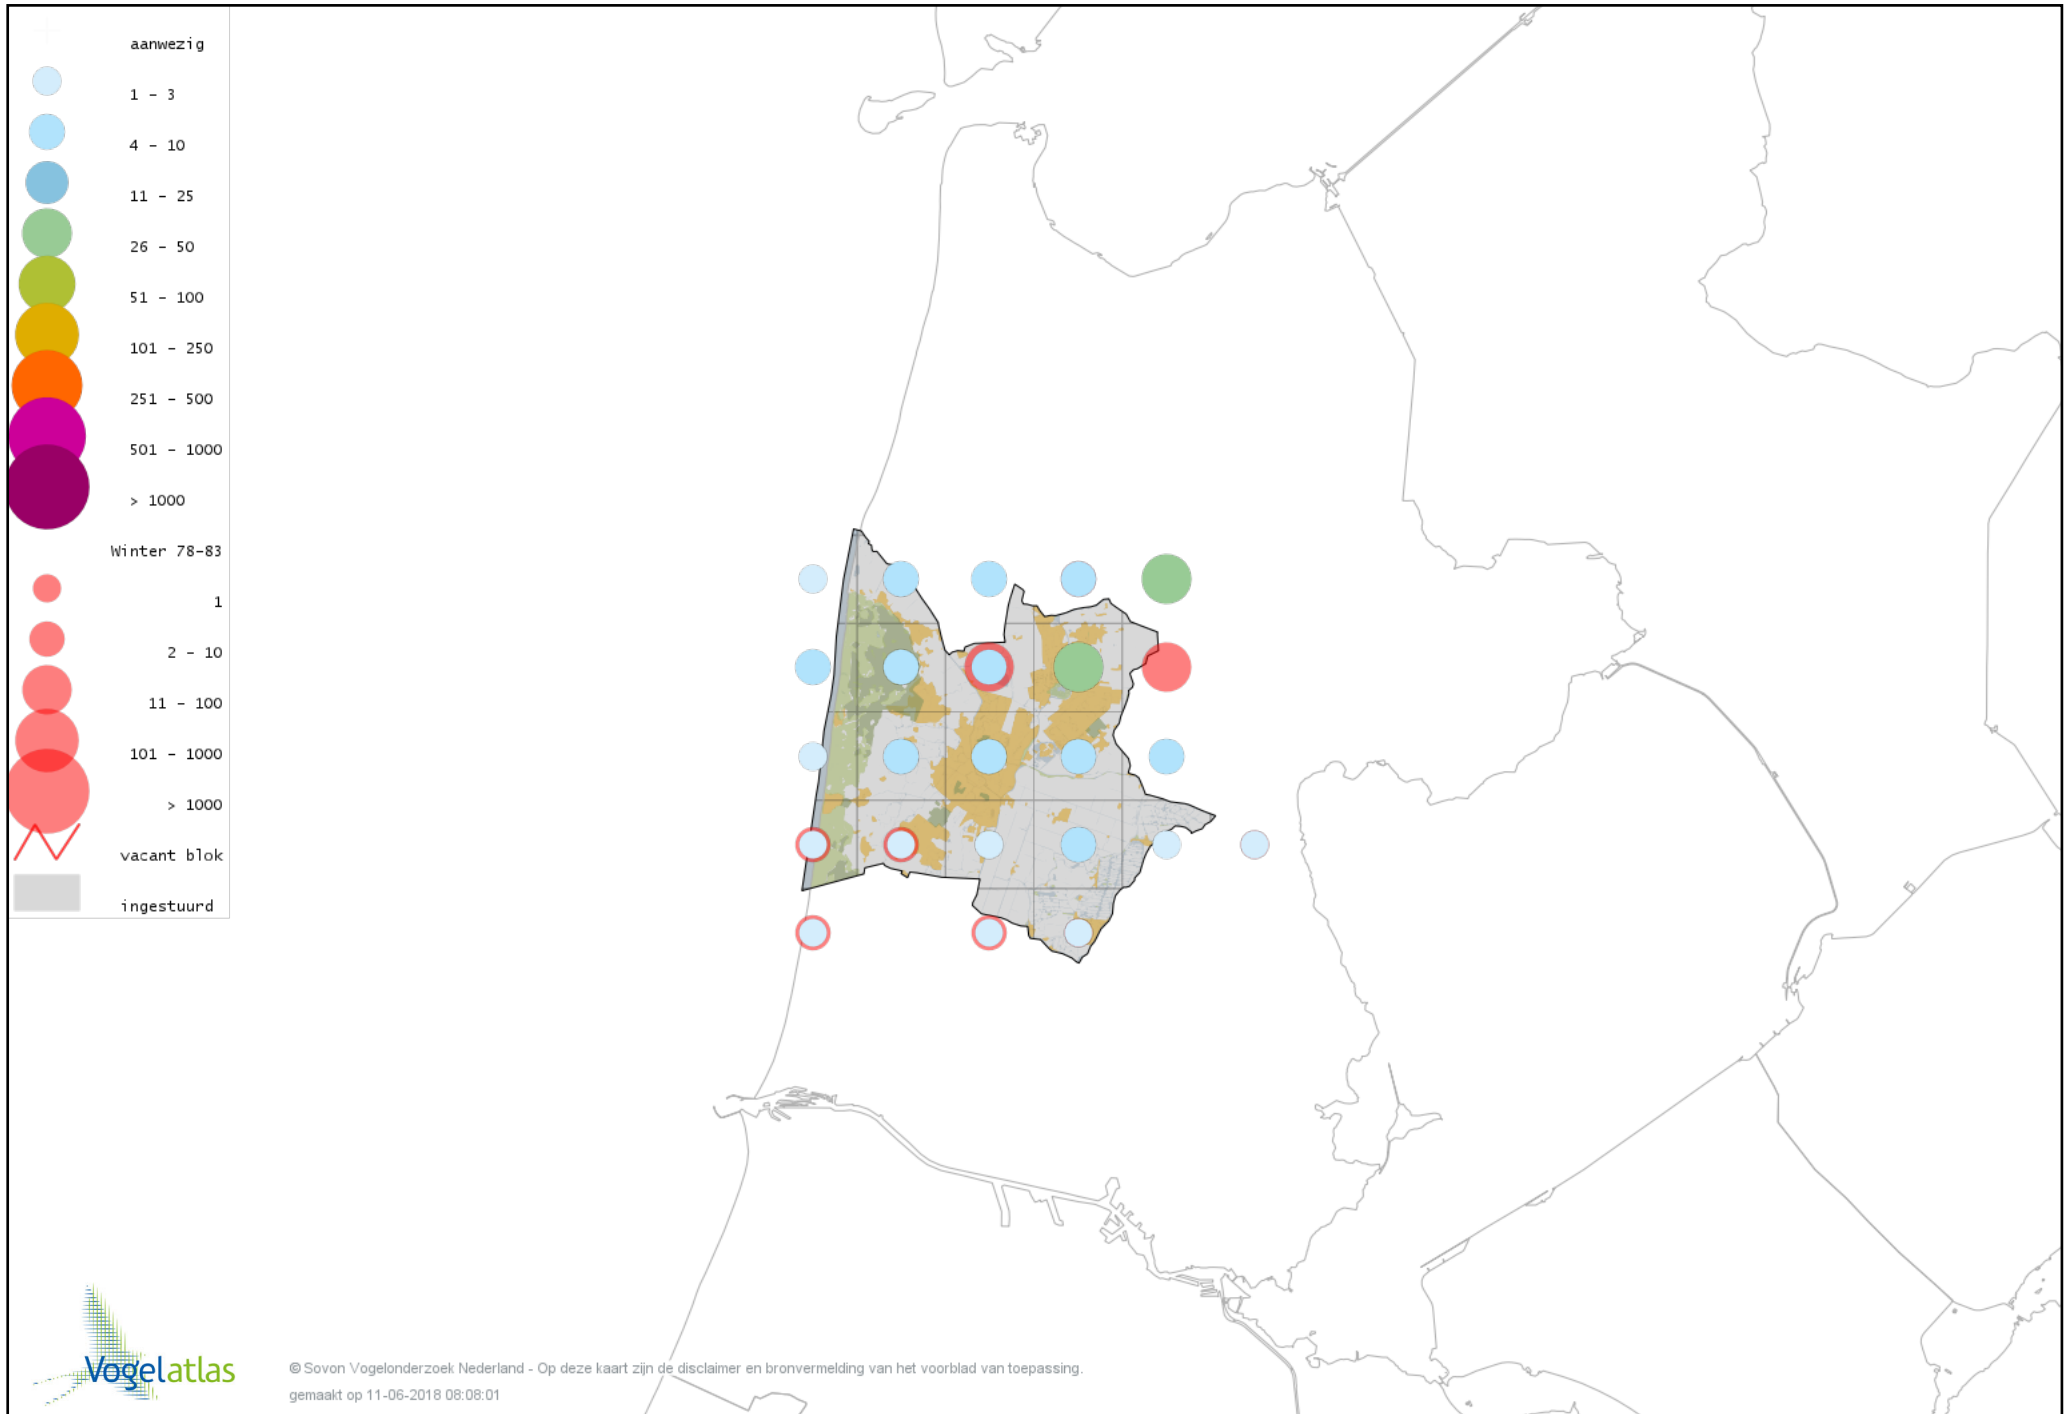 aanwezig
1 - 3
4 - 10
11 - 25
26 - 50
51 - 100
101 - 250
251 - 500
501 - 1000
> 1000
Winter 78-83
1
2 - 10
11 - 100
101 - 1000
> 1000
vacant blok
ingestuurd
Vogelatlas
© Sovon Vogelonderzoek Nederland - Op deze kaart zijn de disclaimer en bronvermelding van het voorblad van toepassing.
gemaakt op 11-06-2018 08:08:01